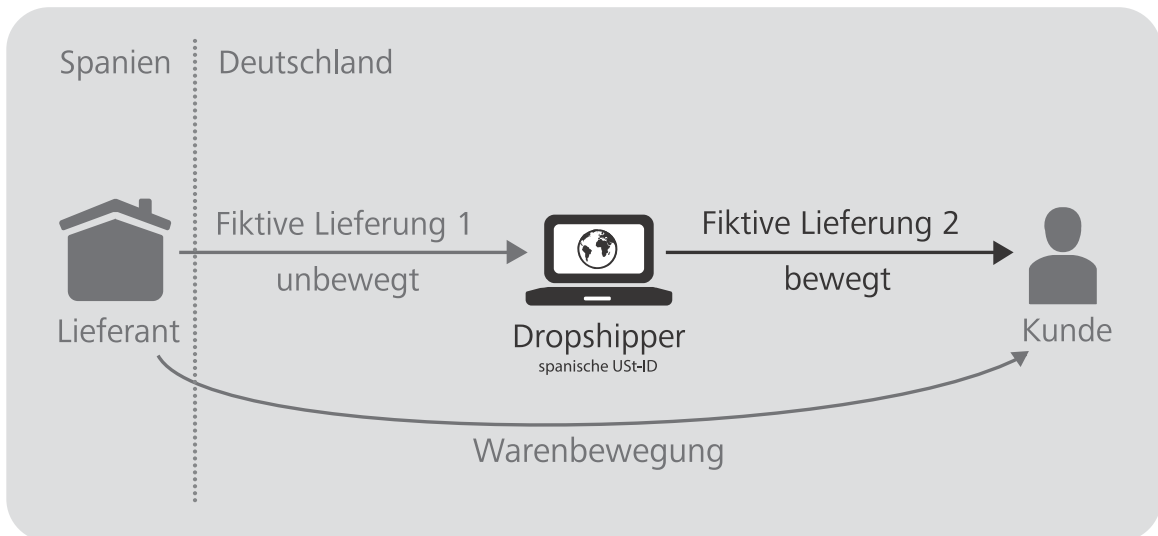 Spanien
Deutschland
Fiktive Lieferung 1
unbewegt
Fiktive Lieferung 2
bewegt
Lieferant
Dropshipper
spanische USt-ID
Kunde
Warenbewegung